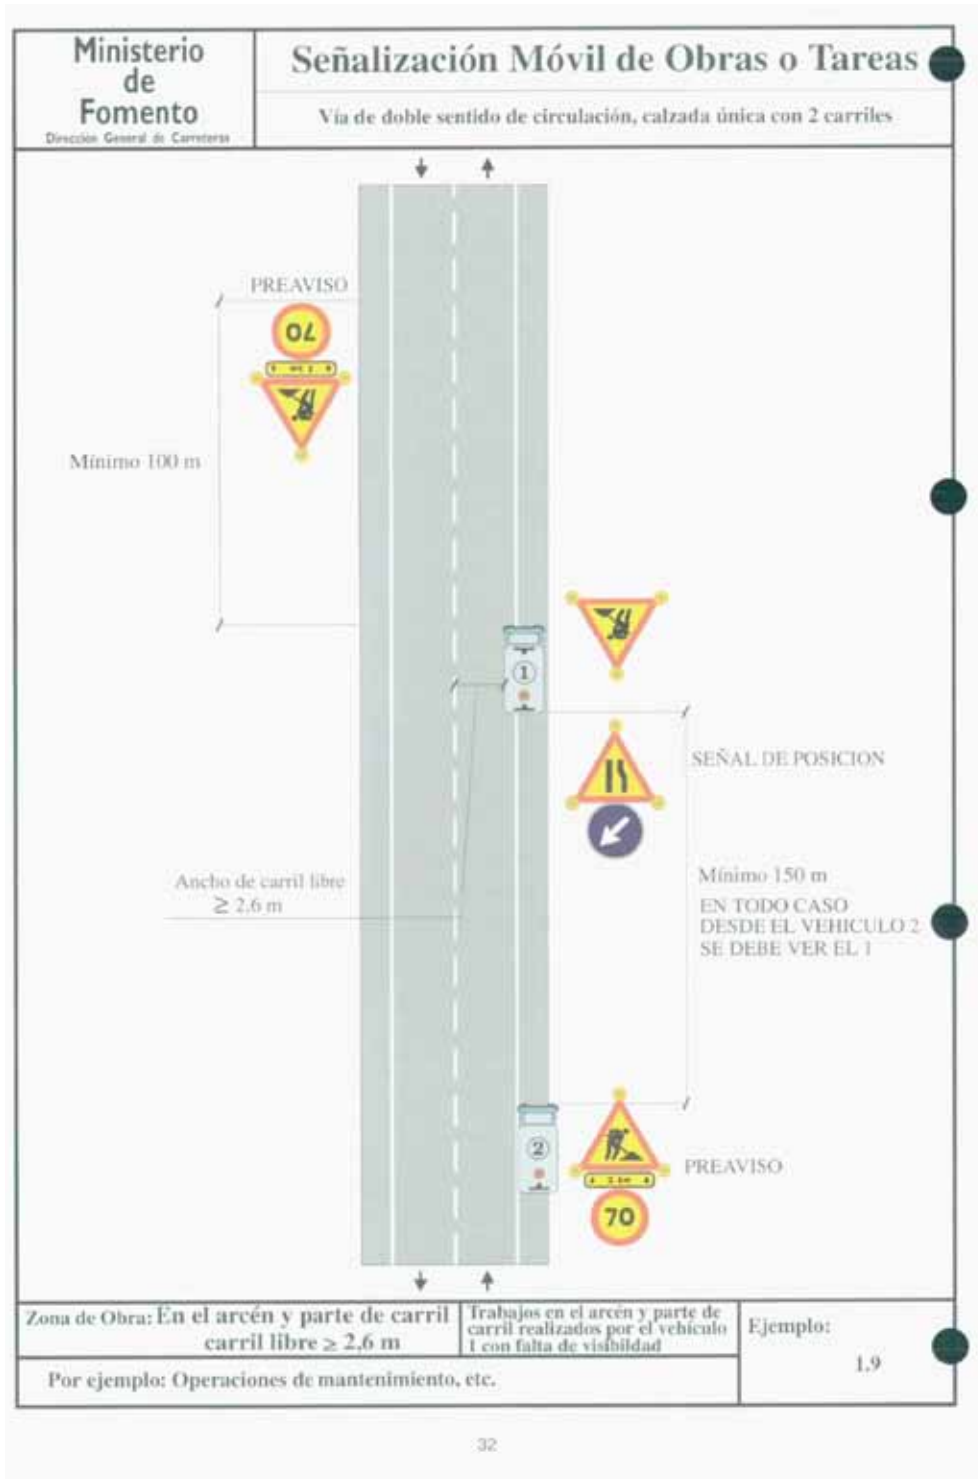 Ministerio
de
Fomento
Dirección General de Carreteras
Señalización Móvil de Obras o Tareas
Vía de doble sentido de circulación, calzada única con 2 carriles
PREAVISO
70
Mínimo 100 m
1
SEÑAL DE POSICION
Ancho de carril libre
≥ 2,6 m
Mínimo 150 m
EN TODO CASO
DESDE EL VEHICULO 2
SE DEBE VER EL 1
2
PREAVISO
70
Zona de Obra: En el arcén y parte de carril
carril libre ≥ 2,6 m
Trabajos en el arcén y parte de
carril realizados por el vehículo
1 con falta de visibildad
Ejemplo:
1.9
Por ejemplo: Operaciones de mantenimiento, etc.
32